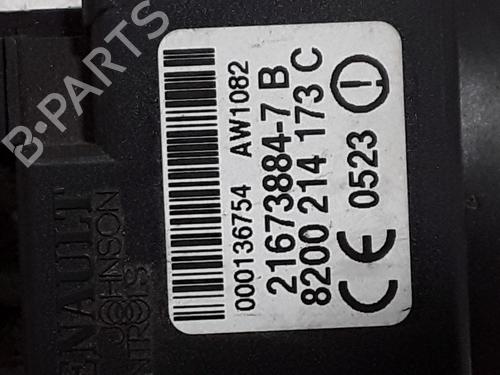 000136754 AW1082
21673884-7 B
8200 214 173 C
CE 0523
RENAULT
JOHNSON
CONTROLS
B-PARTS